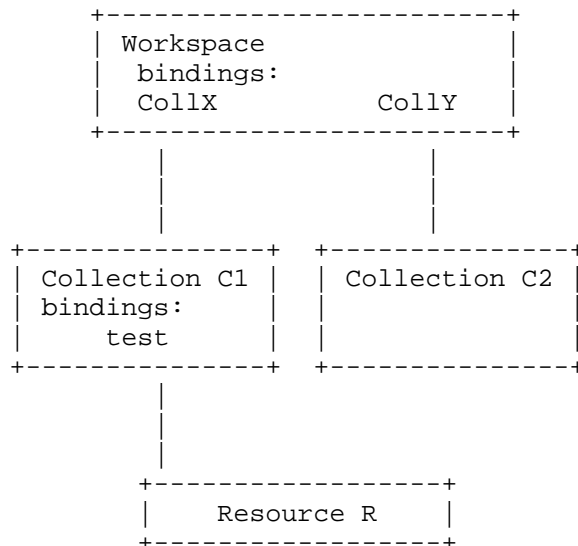 Workspace
bindings:
CollX CollY
Collection C1 Collection C2
bindings:
test
Resource R